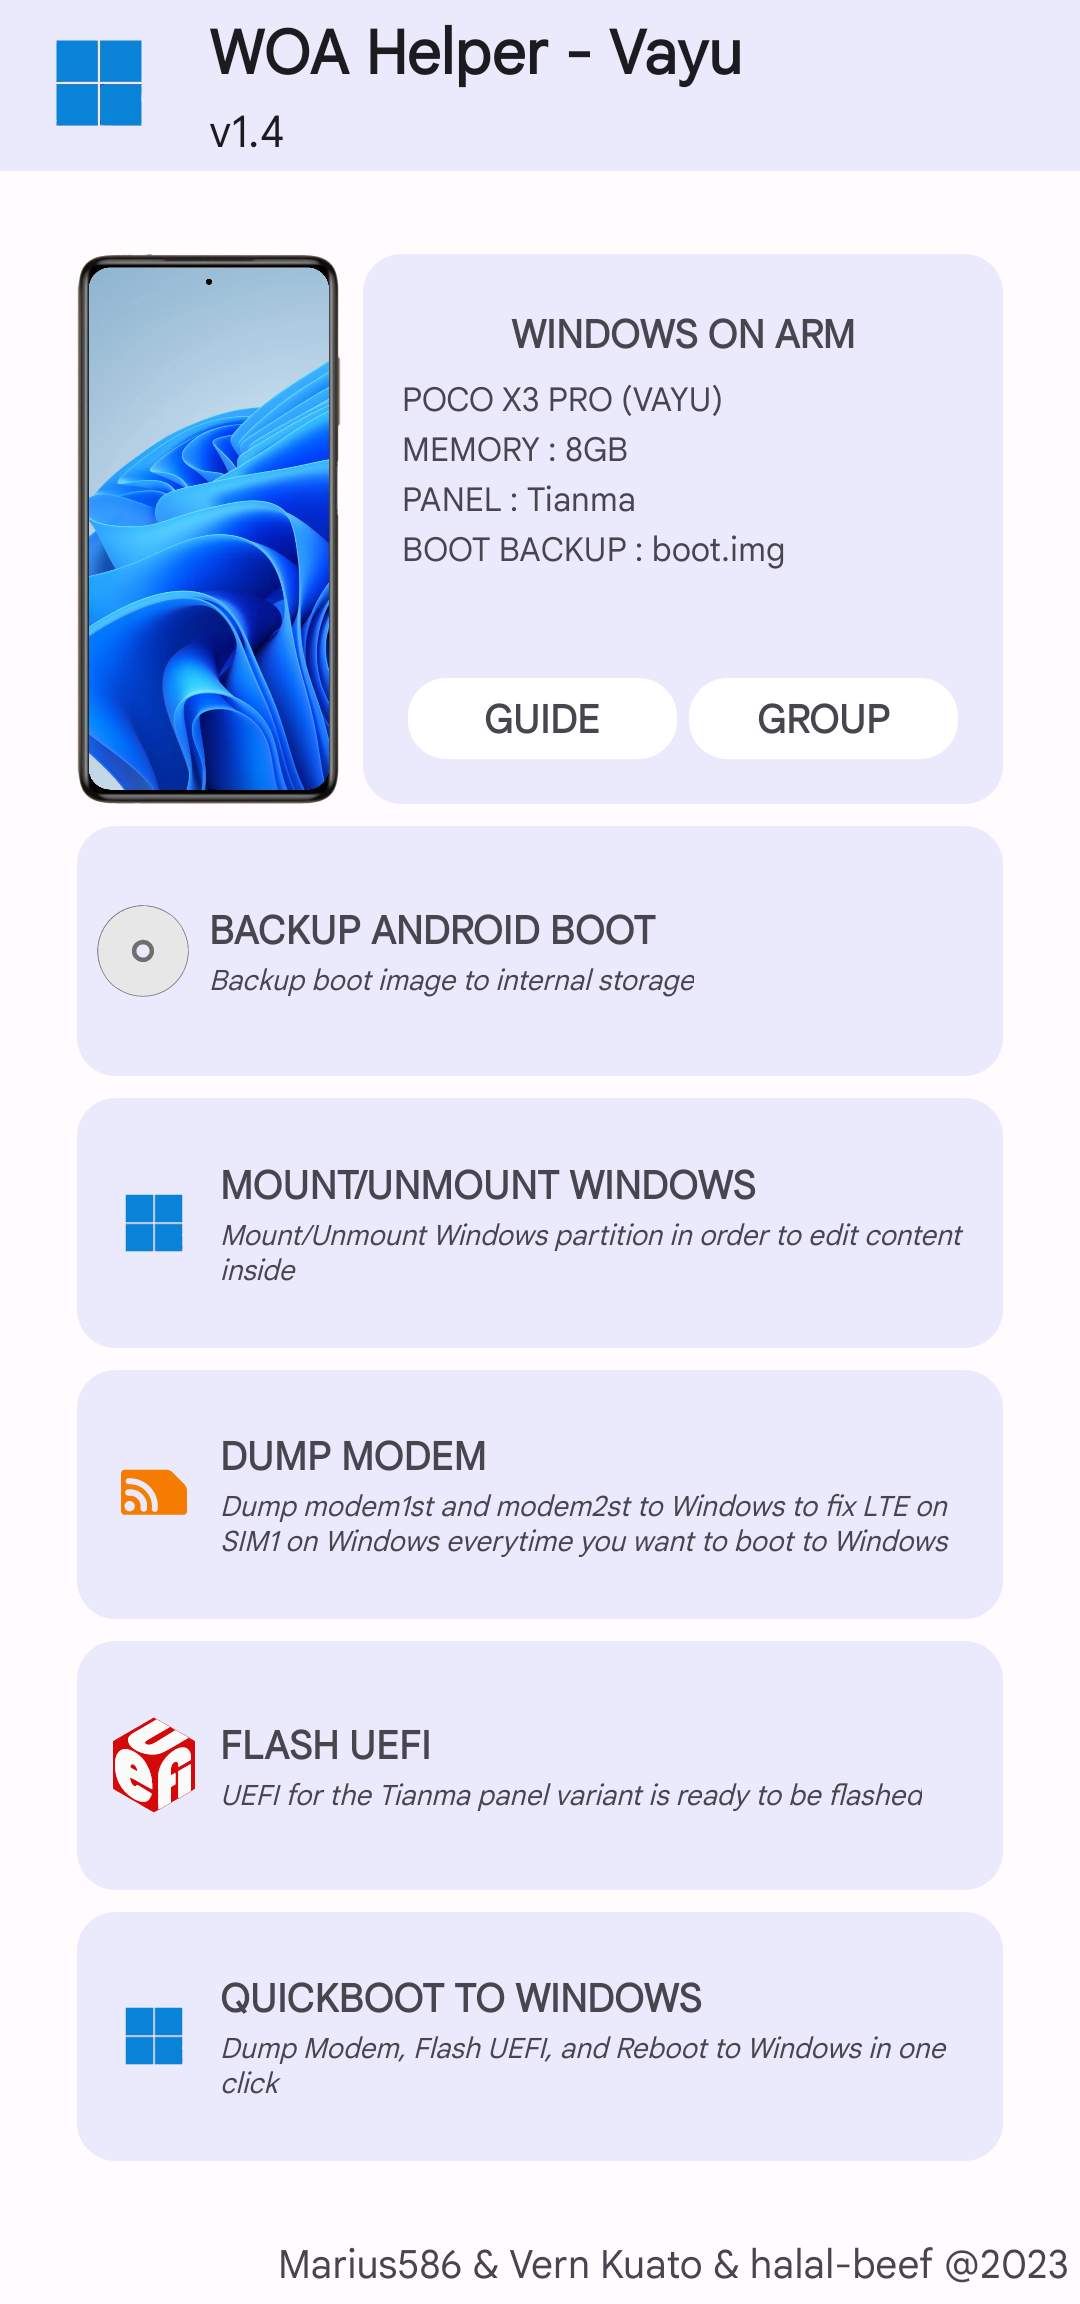 WOA Helper - Vayu
v1.4
WINDOWS ON ARM
POCO X3 PRO (VAYU)
MEMORY : 8GB
PANEL : Tianma
BOOT BACKUP : boot.img
GUIDE
GROUP
BACKUP ANDROID BOOT
Backup boot image to internal storage
MOUNT/UNMOUNT WINDOWS
Mount/Unmount Windows partition in order to edit content
inside
DUMP MODEM
Dump modem1st and modem2st to Windows to fix LTE on
SIM1 on Windows everytime you want to boot to Windows
uefi
FLASH UEFI
UEFI for the Tianma panel variant is ready to be flashed
QUICKBOOT TO WINDOWS
Dump Modem, Flash UEFI, and Reboot to Windows in one
click
Marius586 & Vern Kuato & halal-beef @2023